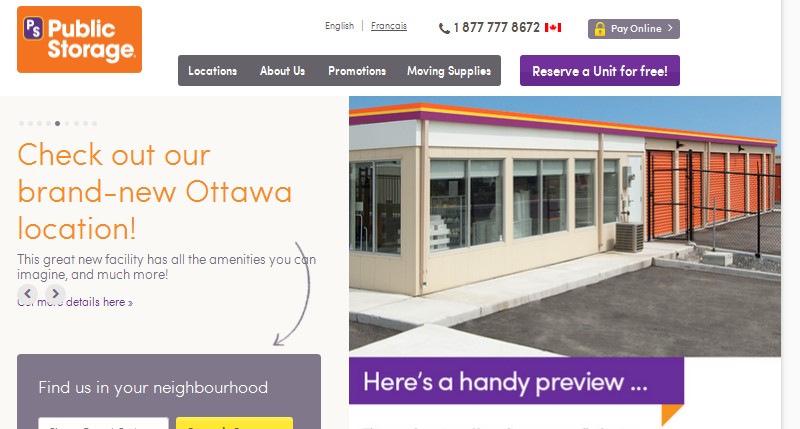 PS Public
Storage
English | Français
1 877 777 8672
Pay Online
Locations About Us Promotions Moving Supplies
Reserve a Unit for free!
Check out our
brand-new Ottawa
location!
This great new facility has all the amenities you can
imagine, and much more!
Get more details here »
Find us in your neighbourhood
Here's a handy preview ...